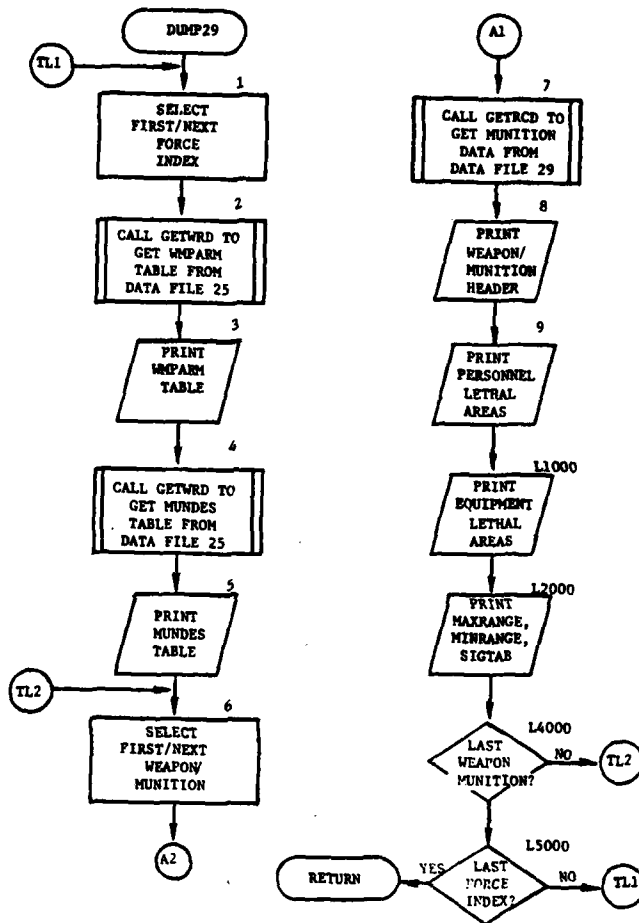 DUMP29
TL1
1
SELECT
FIRST/NEXT
FORCE
INDEX
2
CALL GETWRD TO
GET WMPARM
TABLE FROM
DATA FILE 25
3
PRINT
WMPARM
TABLE
4
CALL GETWRD TO
GET MUNDES
TABLE FROM
DATA FILE 25
5
PRINT
MUNDES
TABLE
TL2
6
SELECT
FIRST/NEXT
WEAPON/
MUNITION
A2
A1
7
CALL GETRCD TO
GET MUNITION
DATA FROM
DATA FILE 29
8
PRINT
WEAPON/
MUNITION
HEADER
9
PRINT
PERSONNEL
LETHAL
AREAS
L1000
PRINT
EQUIPMENT
LETHAL
AREAS
L2000
PRINT
MAXRANGE,
MINRANGE,
SIGTAB
L4000
LAST
WEAPON
MUNITION?
NO
TL2
L5000
LAST
FORCE
INDEX?
YES
RETURN
NO
TL1